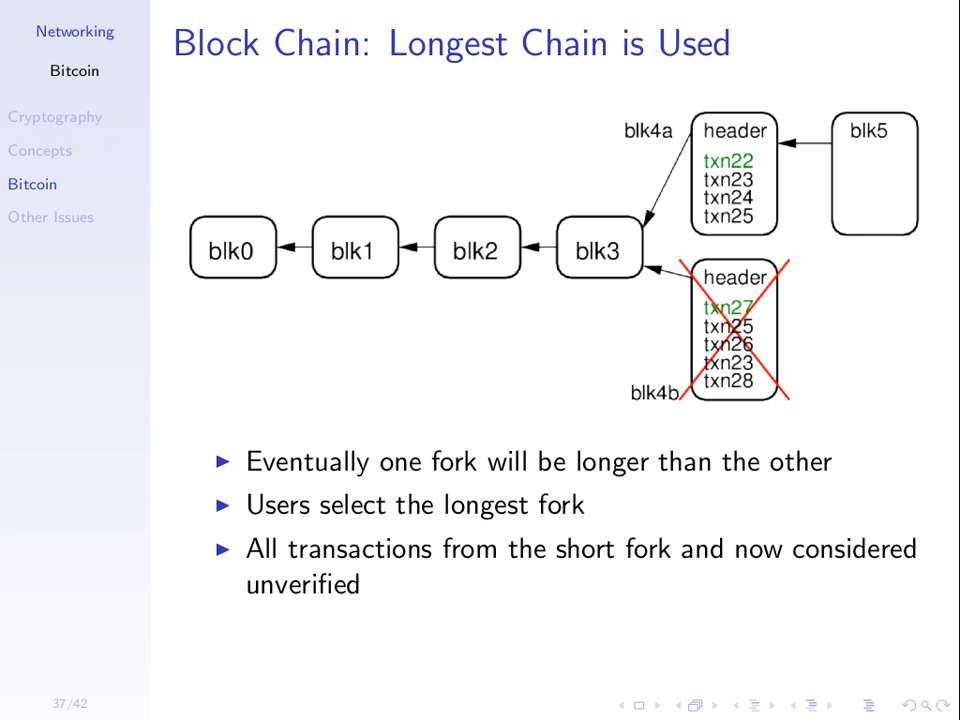 Networking
Bitcoin
Cryptography
Concepts
Bitcoin
Other Issues
Block Chain: Longest Chain is Used
blk4a
header
txn22
txn23
txn24
txn25
blk5
blk0
blk1
blk2
blk3
header
txn27
txn25
txn26
txn23
txn28
blk4b
Eventually one fork will be longer than the other
Users select the longest fork
All transactions from the short fork and now considered
unverified
37/42